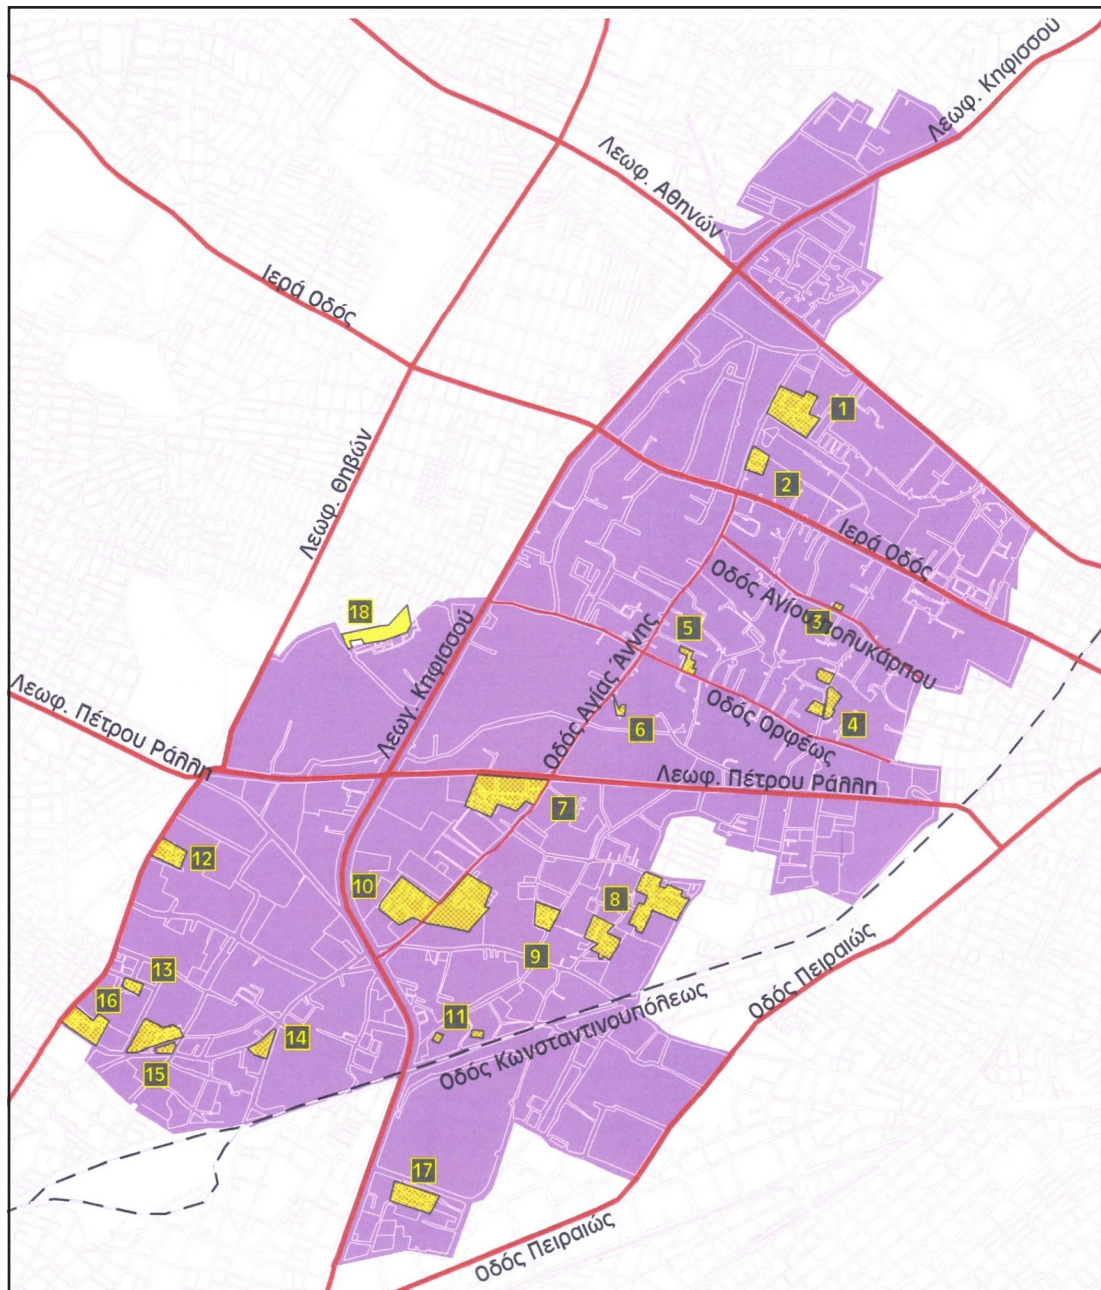 Λεωφ. Κηφισσού
Λεωφ. Αθηνών
Ιερά Οδός
1
Λεωφ. Θηβών
2
Ιερά Οδός
Οδός Αγίου Πολυκάρπου
3
18
5
Οδός Αγίας Άννης
Λεωγ. Κηφισσού
Οδός Ορφέως
4
6
Λεωφ. Πέτρου Ράλλη
Λεωφ. Πέτρου Ράλλη
7
12
10
8
9
Οδός Πειραιώς
13
16
11
14
Οδός Κωνσταντινουπόλεως
15
17
Οδός Πειραιώς